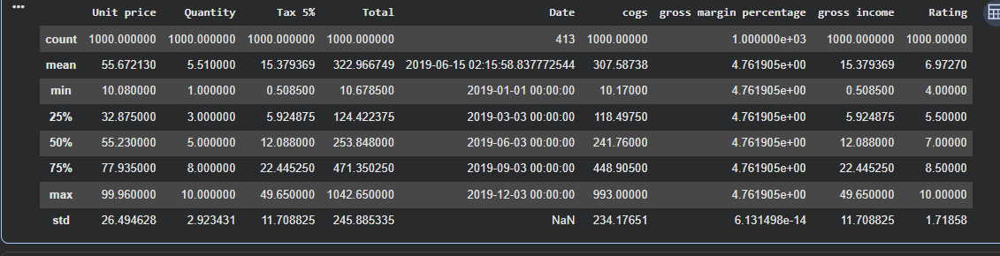 Unit price Quantity Tax 5% Total Date cogs gross margin percentage gross income Rating
count 1000.000000 1000.000000 1000.000000 1000.000000 413 1000.00000 1.000000e+03 1000.000000 1000.00000
mean 55.672130 5.510000 15.379369 322.966749 2019-06-15 02:15:58.837772544 307.58738 4.761905e+00 15.379369 6.97270
min 10.080000 1.000000 0.508500 10.678500 2019-01-01 00:00:00 10.17000 4.761905e+00 0.508500 4.00000
25% 32.875000 3.000000 5.924875 124.422375 2019-03-03 00:00:00 118.49750 4.761905e+00 5.924875 5.50000
50% 55.230000 5.000000 12.088000 253.848000 2019-06-03 00:00:00 241.76000 4.761905e+00 12.088000 7.00000
75% 77.935000 8.000000 22.445250 471.350250 2019-09-03 00:00:00 448.90500 4.761905e+00 22.445250 8.50000
max 99.960000 10.000000 49.650000 1042.650000 2019-12-03 00:00:00 993.00000 4.761905e+00 49.650000 10.00000
std 26.494628 2.923431 11.708825 245.885335 NaN 234.17651 6.131498e-14 11.708825 1.71858